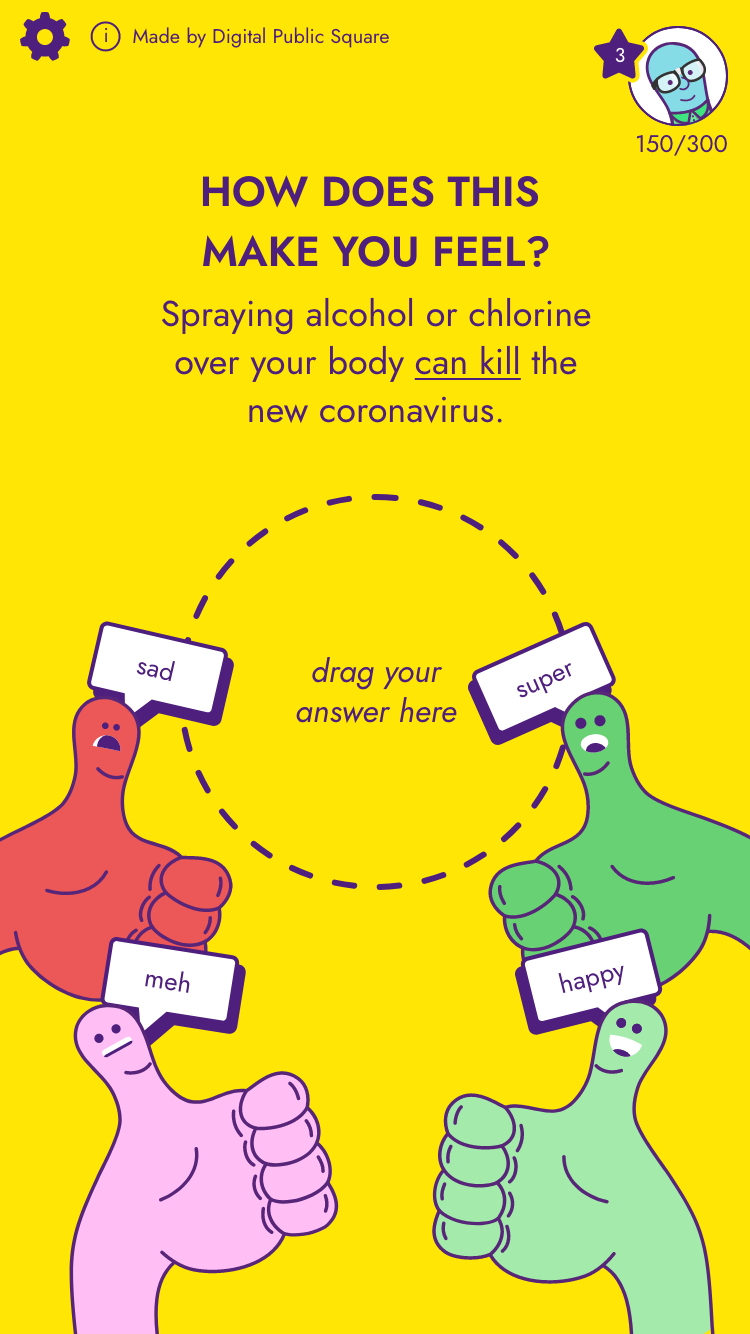 i Made by Digital Public Square
3
150/300
HOW DOES THIS
MAKE YOU FEEL?
Spraying alcohol or chlorine
over your body can kill the
new coronavirus.
drag your
answer here
sad
super
meh
happy